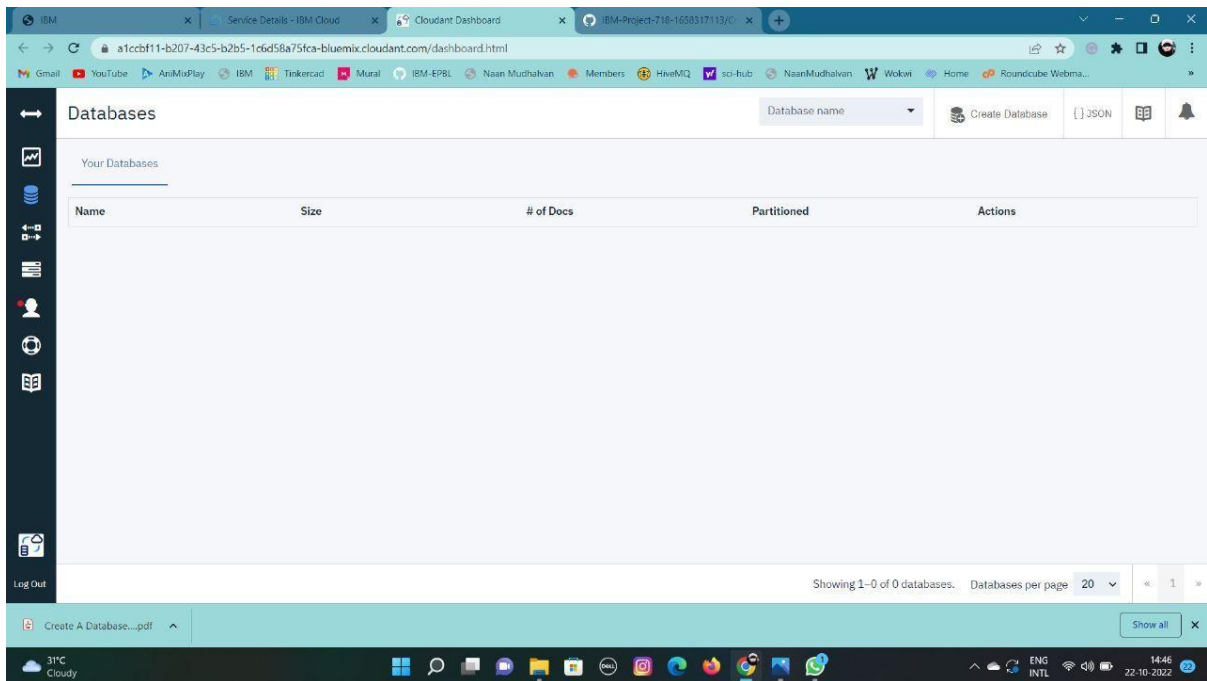 IBM
Service Details - IBM Cloud
Cloudant Dashboard
IBM-Project-718-1658317113/C
a1ccbf11-b207-43c5-b2b5-1c6d58a75fca-bluemix.cloudant.com/dashboard.html
Gmail YouTube AniMixPlay IBM Tinkercad Mural IBM-EPBL Naan Mudhalvan Members HiveMQ sci-hub NaanMudhalvan Wokwi Home Roundcube Webma...
Databases
Database name
Create Database
{ } JSON
Your Databases
Name Size # of Docs Partitioned Actions
Log Out
Showing 1–0 of 0 databases. Databases per page 20 « 1 »
Create A Database....pdf
Show all
31°C
Cloudy
DELL
ENG
INTL
14:46
22-10-2022
22